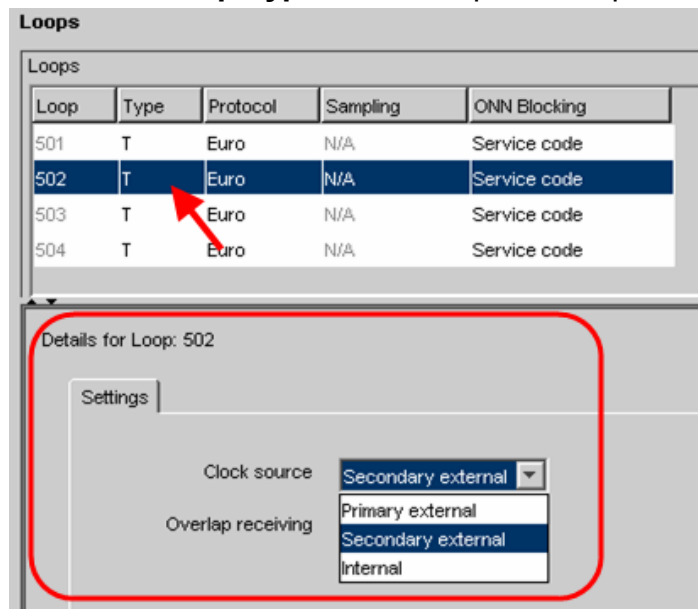 Loops
Loops
Loop Type Protocol Sampling ONN Blocking
501 T Euro N/A Service code
502 T Euro N/A Service code
503 T Euro N/A Service code
504 T Euro N/A Service code
Details for Loop: 502
Settings
Clock source Secondary external
Primary external
Overlap receiving
Secondary external
Internal